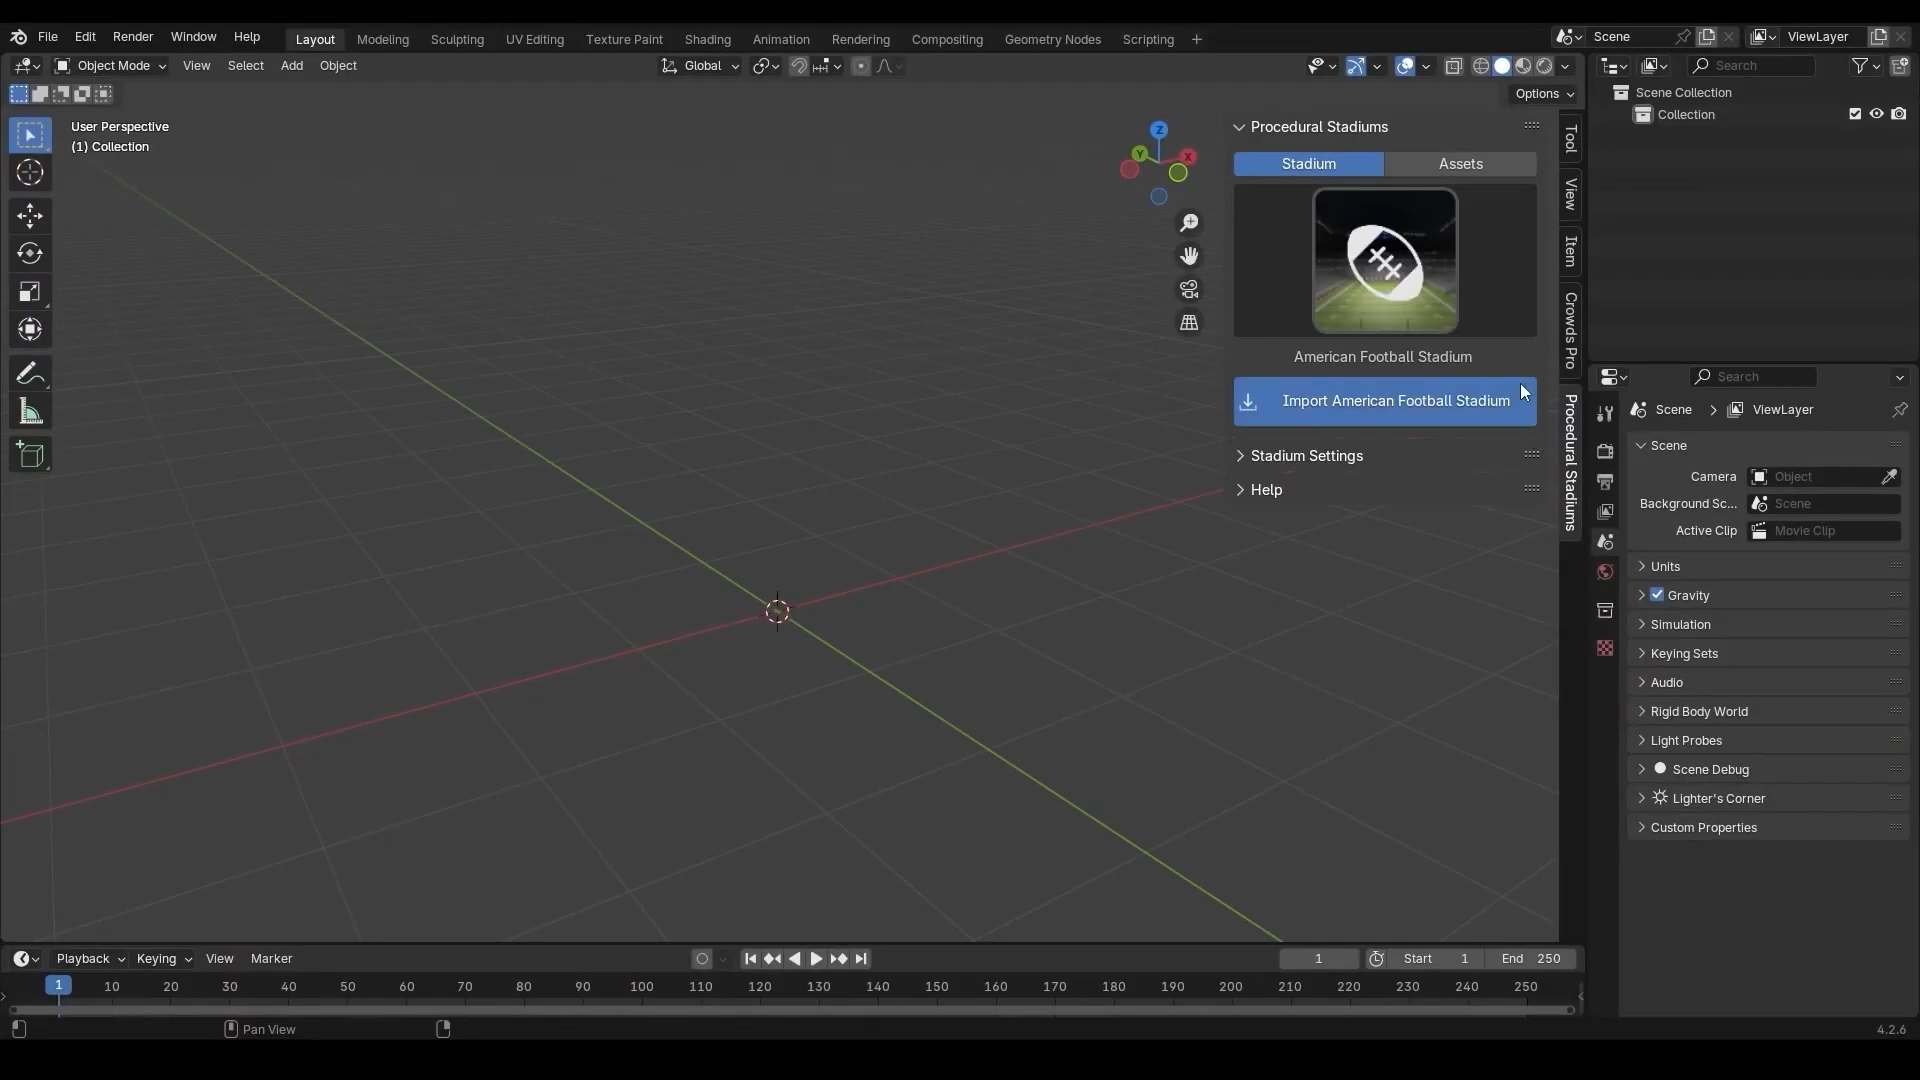 File Edit Render Window Help
Layout Modeling Sculpting UV Editing Texture Paint Shading Animation Rendering Compositing Geometry Nodes Scripting +
Scene
ViewLayer
Object Mode View Select Add Object
Global
Options
User Perspective
(1) Collection
Z
Y
X
Procedural Stadiums
Stadium Assets
American Football Stadium
Import American Football Stadium
Stadium Settings
Help
Tool
View
Item
Crowds Pro
Procedural Stadiums
Search
Scene Collection
Collection
Search
Scene ViewLayer
Scene
Camera Object
Background Sc... Scene
Active Clip Movie Clip
Units
Gravity
Simulation
Keying Sets
Audio
Rigid Body World
Light Probes
Scene Debug
Lighter's Corner
Custom Properties
Playback Keying View Marker
1 Start 1 End 250
1 10 20 30 40 50 60 70 80 90 100 110 120 130 140 150 160 170 180 190 200 210 220 230 240 250
Pan View
4.2.6